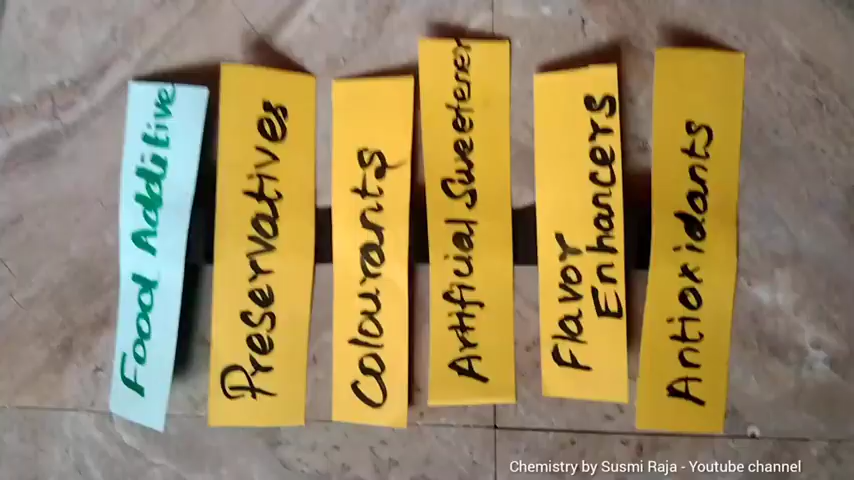 Food Additive
Preservatives
Colourants
Artificial Sweetener
Flavor
Enhancers
Antioxidants
Chemistry by Susmi Raja - Youtube channel